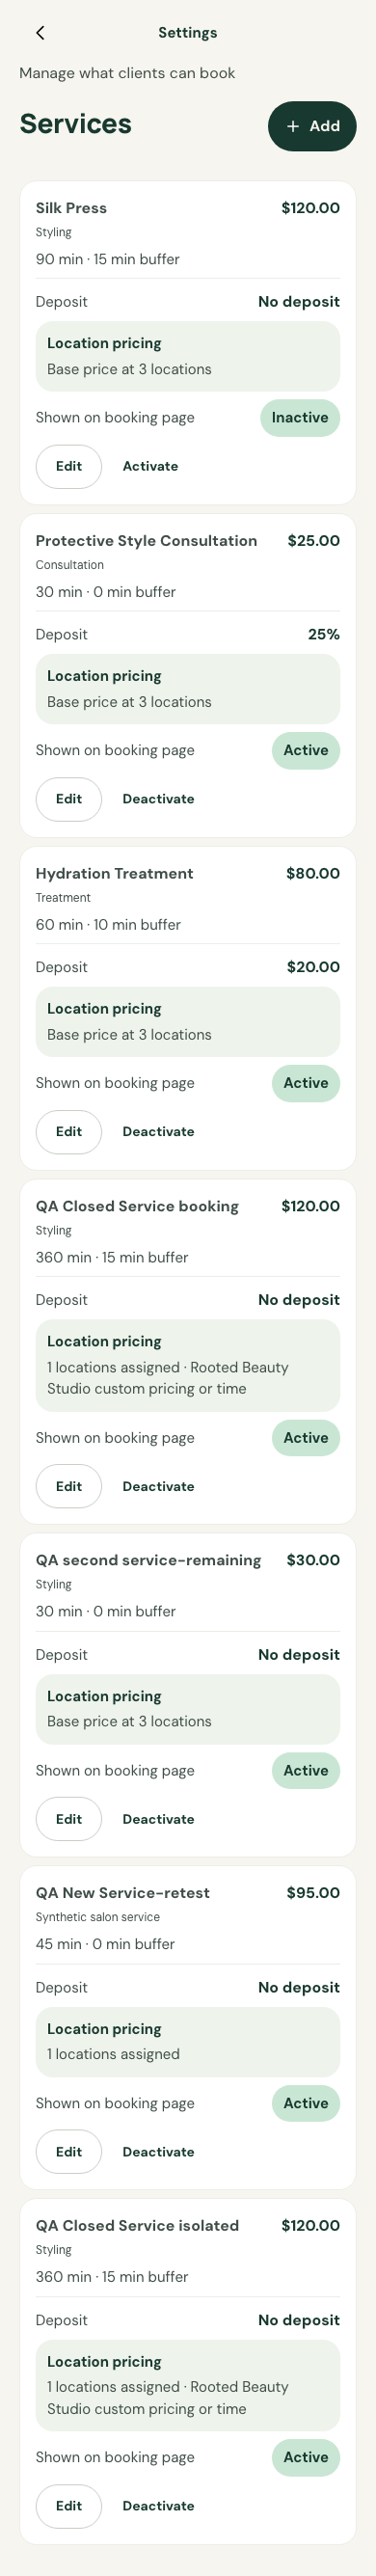 Settings
Manage what clients can book
Services
+ Add
Silk Press $120.00
Styling
90 min · 15 min buffer
Deposit No deposit
Location pricing
Base price at 3 locations
Shown on booking page Inactive
Edit Activate
Protective Style Consultation $25.00
Consultation
30 min · 0 min buffer
Deposit 25%
Location pricing
Base price at 3 locations
Shown on booking page Active
Edit Deactivate
Hydration Treatment $80.00
Treatment
60 min · 10 min buffer
Deposit $20.00
Location pricing
Base price at 3 locations
Shown on booking page Active
Edit Deactivate
QA Closed Service booking $120.00
Styling
360 min · 15 min buffer
Deposit No deposit
Location pricing
1 locations assigned · Rooted Beauty
Studio custom pricing or time
Shown on booking page Active
Edit Deactivate
QA second service-remaining $30.00
Styling
30 min · 0 min buffer
Deposit No deposit
Location pricing
Base price at 3 locations
Shown on booking page Active
Edit Deactivate
QA New Service-retest $95.00
Synthetic salon service
45 min · 0 min buffer
Deposit No deposit
Location pricing
1 locations assigned
Shown on booking page Active
Edit Deactivate
QA Closed Service isolated $120.00
Styling
360 min · 15 min buffer
Deposit No deposit
Location pricing
1 locations assigned · Rooted Beauty
Studio custom pricing or time
Shown on booking page Active
Edit Deactivate